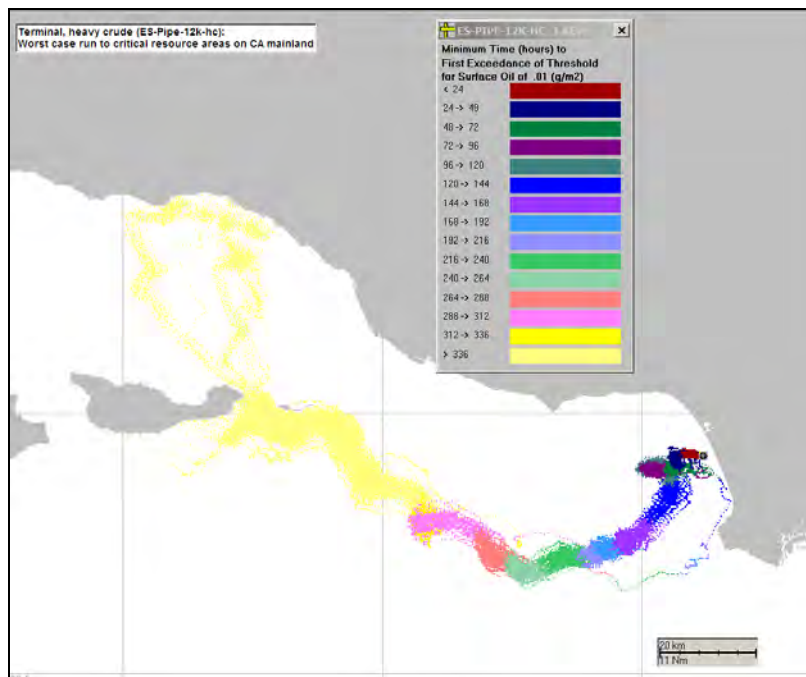 Terminal, heavy crude (ES-Pipe-12k-hc):
Worst case run to critical resource areas on CA mainland
Minimum Time (hours) to
First Exceedance of Threshold
for Surface Oil of .01 (g/m2)
< 24
24 -> 49
48 -> 72
72 -> 96
96 -> 120
120 -> 144
144 -> 168
168 -> 192
192 -> 216
216 -> 240
240 -> 264
264 -> 288
288 -> 312
312 -> 336
> 336
20 km
11 Nm